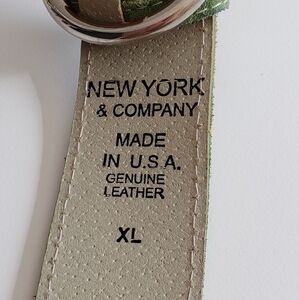 NEW YORK
& COMPANY
MADE
IN U.S.A.
GENUINE
LEATHER
XL